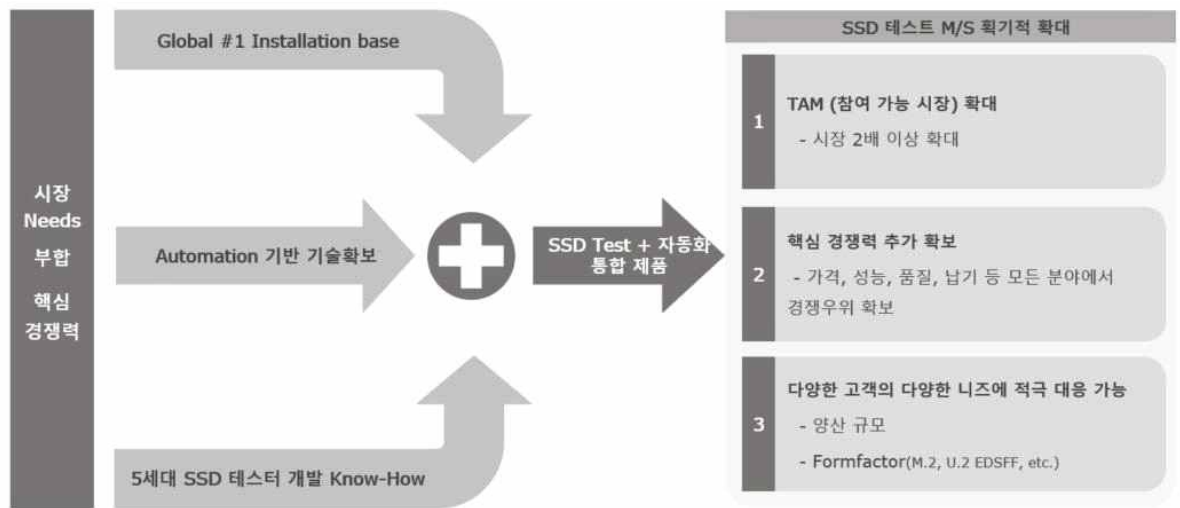 시장
Needs
부합
핵심
경쟁력
Global #1 Installation base
Automation 기반 기술확보
5세대 SSD 테스터 개발 Know-How
SSD Test + 자동화
통합 제품
SSD 테스트 M/S 획기적 확대
1
TAM (참여 가능 시장) 확대
- 시장 2배 이상 확대
2
핵심 경쟁력 추가 확보
- 가격, 성능, 품질, 납기 등 모든 분야에서
경쟁우위 확보
3
다양한 고객의 다양한 니즈에 적극 대응 가능
- 양산 규모
- Formfactor(M.2, U.2 EDSFF, etc.)